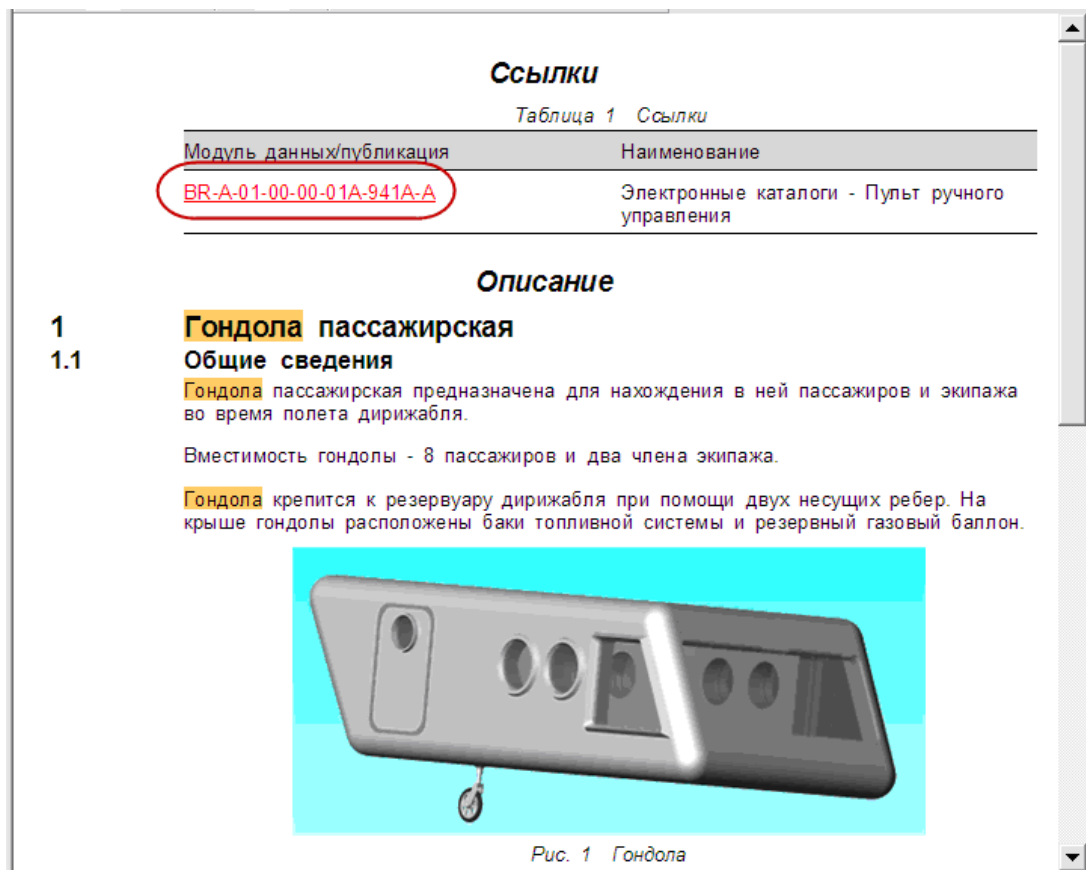 Ссылки
Таблица 1 Ссылки
Модуль данных/публикация Наименование
BR-A-01-00-00-01A-941A-A Электронные каталоги - Пульт ручного
управления
Описание
1 Гондола пассажирская
1.1 Общие сведения
Гондола пассажирская предназначена для нахождения в ней пассажиров и экипажа
во время полета дирижабля.
Вместимость гондолы - 8 пассажиров и два члена экипажа.
Гондола крепится к резервуару дирижабля при помощи двух несущих ребер. На
крыше гондолы расположены баки топливной системы и резервный газовый баллон.
Рис. 1 Гондола